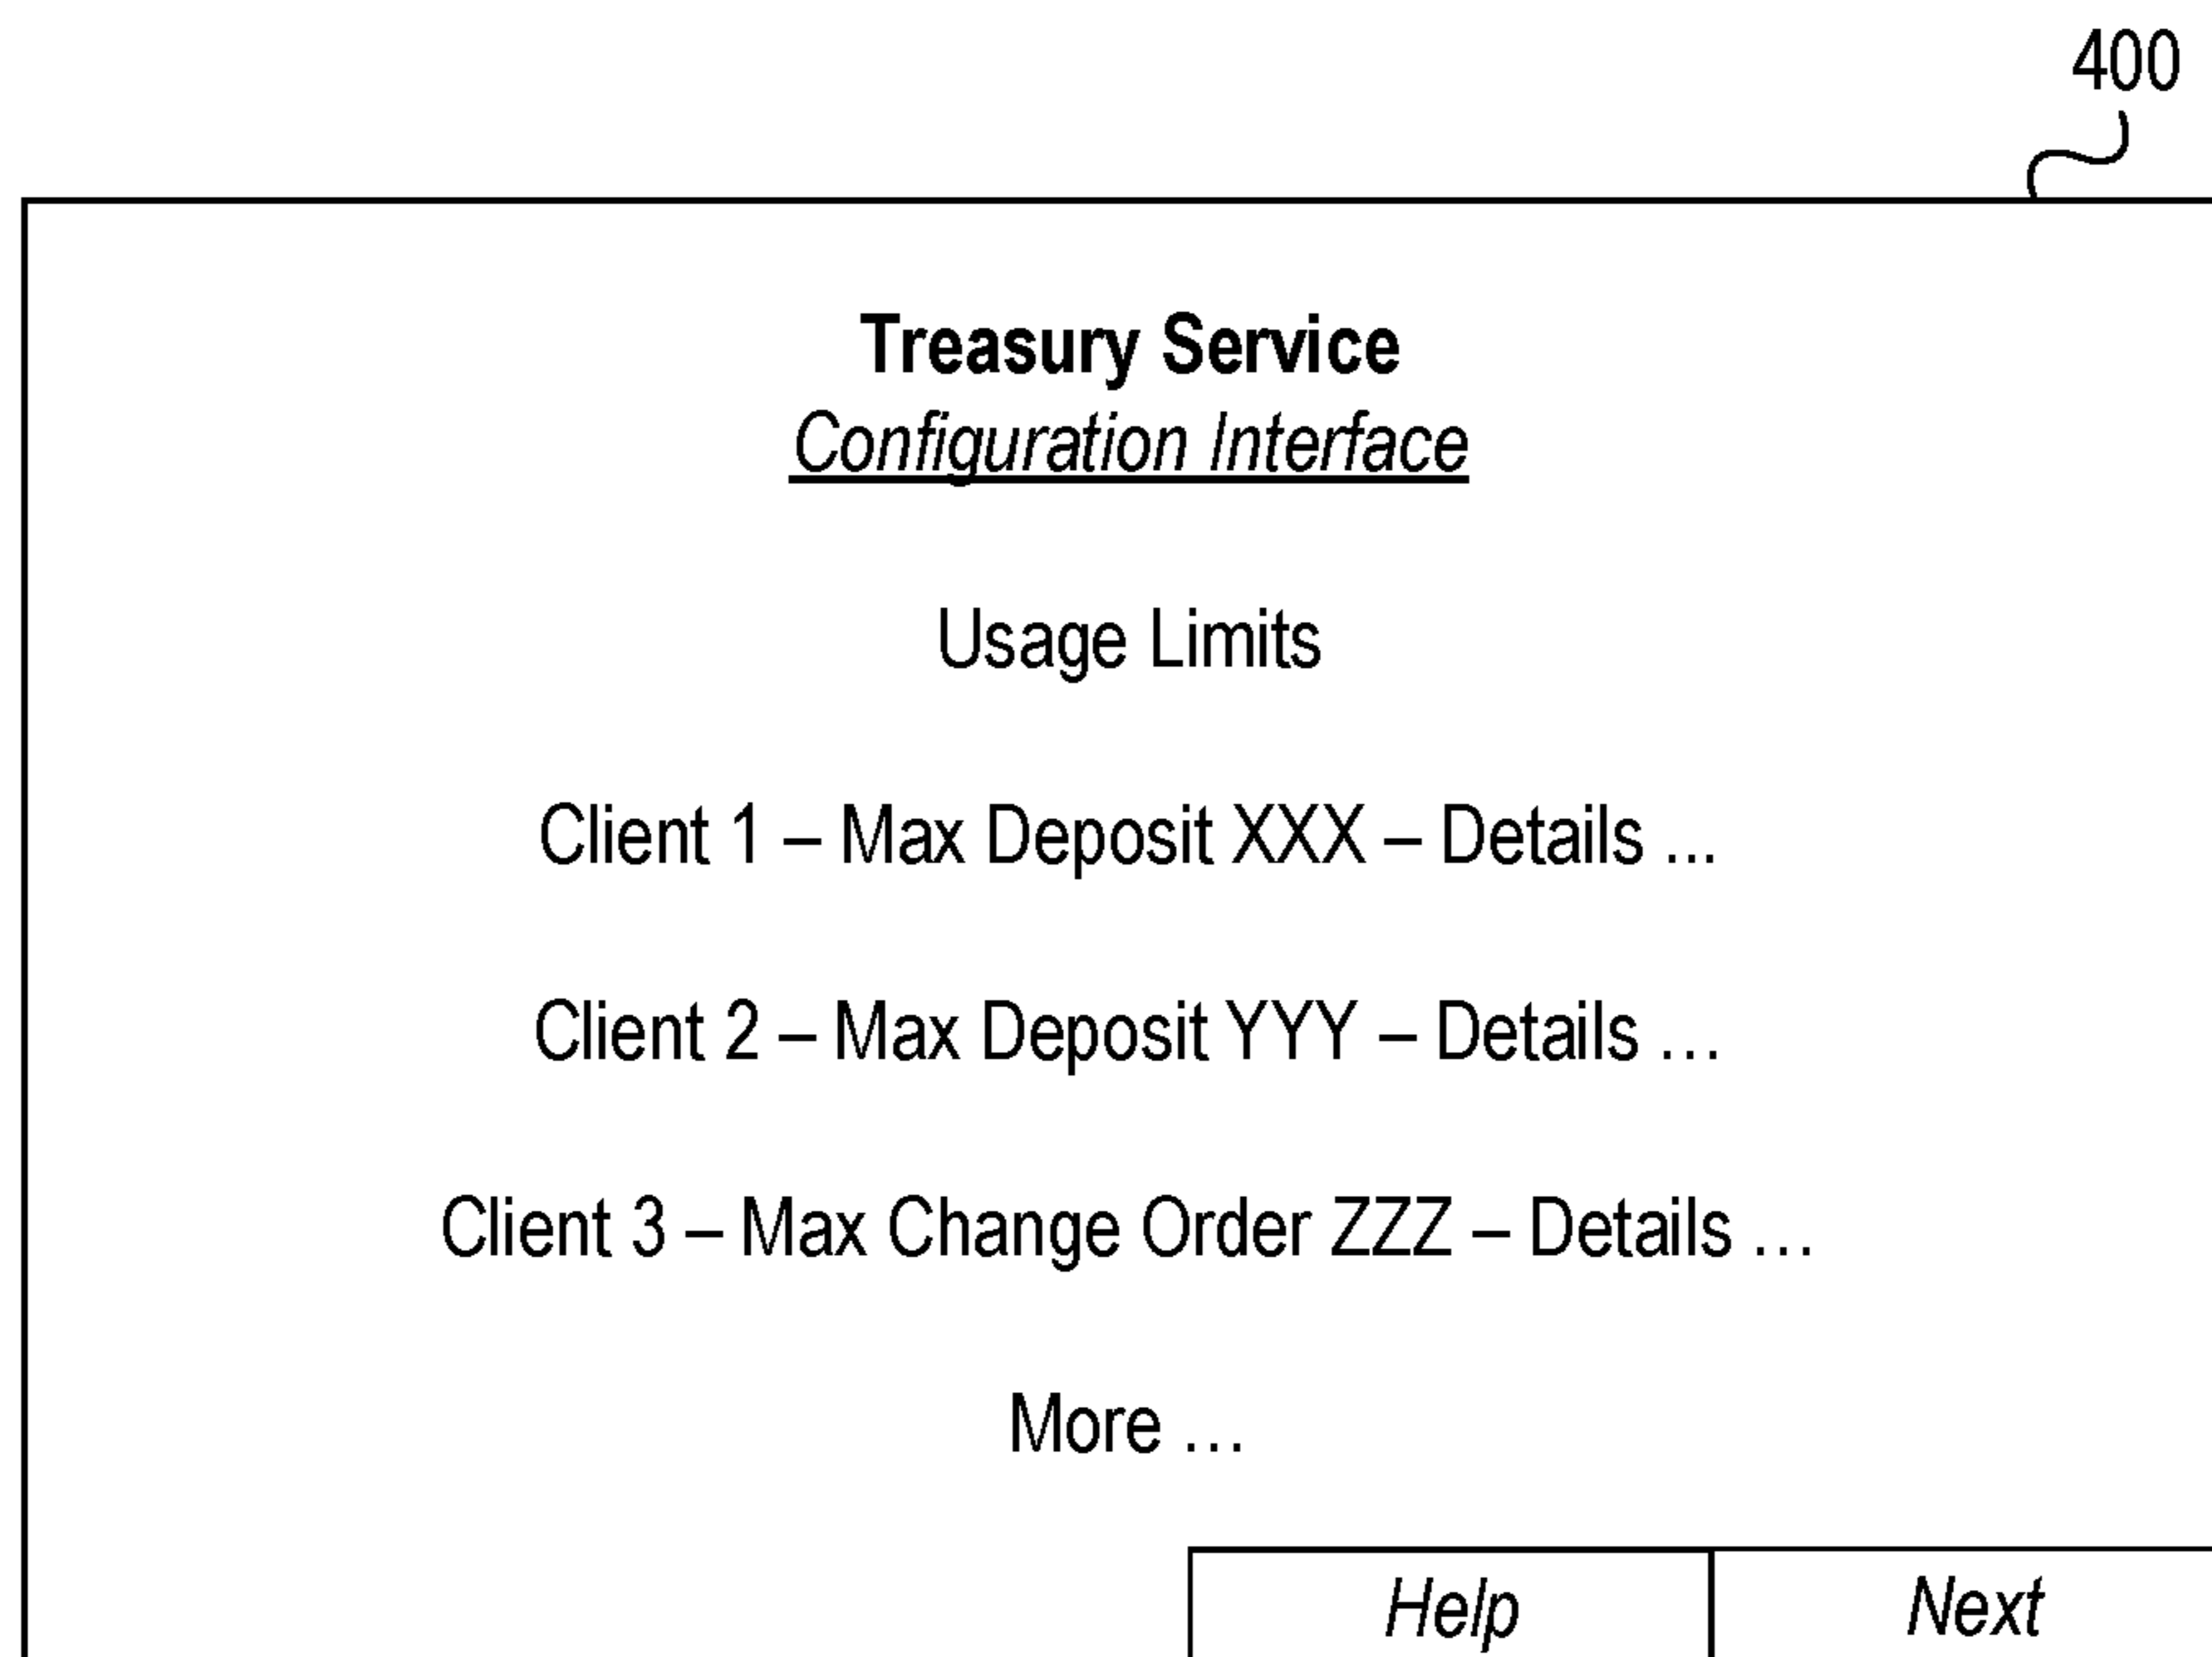 400
Treasury Service
Configuration Interface
Usage Limits
Client 1 – Max Deposit XXX – Details ...
Client 2 – Max Deposit YYY – Details …
Client 3 – Max Change Order ZZZ – Details …
More …
Help
Next